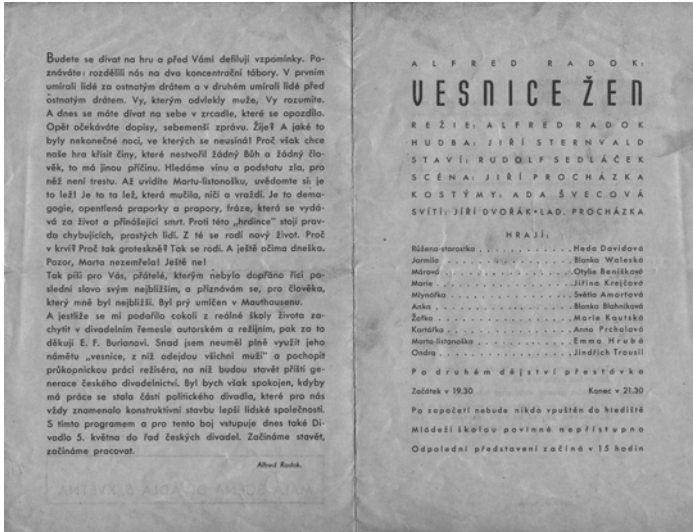 Budete se dívat na hru a před Vámi defilují vzpomínky. Po-
znáváte: rozdělili nás na dva koncentrační tábory. V prvním
umírali lidé za ostnatým drátem a v druhém umírali lidé před
ostnatým drátem. Vy, kterým odvlekly muže, Vy rozumíte.
A dnes se máte dívat na sebe v zrcadle, které se opozdilo.
Opět očekáváte dopisy, sebemenší zprávu. Žije? A jaké to
byly nekonečné noci, ve kterých se neusíná! Proč však chce
naše hra křísit činy, které nestvořil žádný Bůh a žádný člo-
věk, to má jinou příčinu. Hledáme vinu a podstatu zla, pro
něž není trestu. Až uvidíte Martu-listonošku, uvědomte si: je
to lež! Je to ta lež, která mučila, ničí a vraždí. Je to dema-
gogie, opentlená praporky a prapory, fráze, která se vydá-
vá za život a přinášející smrt. Proti této „hrdince" stojí prav-
da chybujících, prostých lidí. Z té se rodí nový život. Proč
v krvi? Proč tak groteskně? Tak se rodí. A ještě očima dneška.
Pozor, Marta nezemřela! Ještě ne!
Tak píši pro Vás, přátelé, kterým nebylo dopřáno říci po-
slední slovo svým nejbližším, a přiznávám se, pro člověka,
který mně byl nejbližší. Byl prý umlčen v Mauthausenu.
A jestliže se mi podařilo cokoli z reálné školy života za-
chytit v divadelním řemesle autorském a režijním, pak za to
děkuji E. F. Burianovi. Snad jsem neuměl plně využít jeho
námětu „vesnice, z níž odejdou všichni muži" a pochopit
průkopnickou práci režiséra, na níž budou stavět příští ge-
nerace českého divadelnictví. Byl bych však spokojen, kdyby
má práce se stala částí politického divadla, které pro nás
vždy znamenalo konstruktivní stavbu lepší lidské společnosti.
S tímto programem a pro tento boj vstupuje dnes také Di-
vadlo 5. května do řad českých divadel. Začínáme stavět,
začínáme pracovat.
Alfred Radok.
ALFRED RADOK:
VESNICE ŽEN
REŽIE: ALFRED RADOK
HUDBA: JIŘÍ STERNVALD
STAVÍ: RUDOLF SEDLÁČEK
SCÉNA: JIŘÍ PROCHÁZKA
KOSTÝMY: ADA ŠVECOVÁ
SVÍTÍ: JIŘÍ DVOŘÁK • LAD. PROCHÁZKA
HRAJÍ:
Růžena-starostka . . . . . . . . . . Heda Davidová
Jarmila . . . . . . . . . . Blanka Waleská
Márová . . . . . . . . . . Otylie Beníšková
Marie . . . . . . . . . . Jiřina Krejčová
Mlynářka . . . . . . . . . . Světla Amortová
Anka . . . . . . . . . . Blanka Blahníková
Žofka . . . . . . . . . . Marie Kautská
Kartářka . . . . . . . . . . Anna Prchalová
Marta-listonoška . . . . . . . . . . Emma Hrubá
Ondra . . . . . . . . . . Jindřich Trousil
Po druhém dějství přestávka
Začátek v 19.30 Konec v 21.30
Po započetí nebude nikdo vpuštěn do hlediště
Mládeži školou povinné nepřístupno
Odpolední představení začíná v 15 hodin